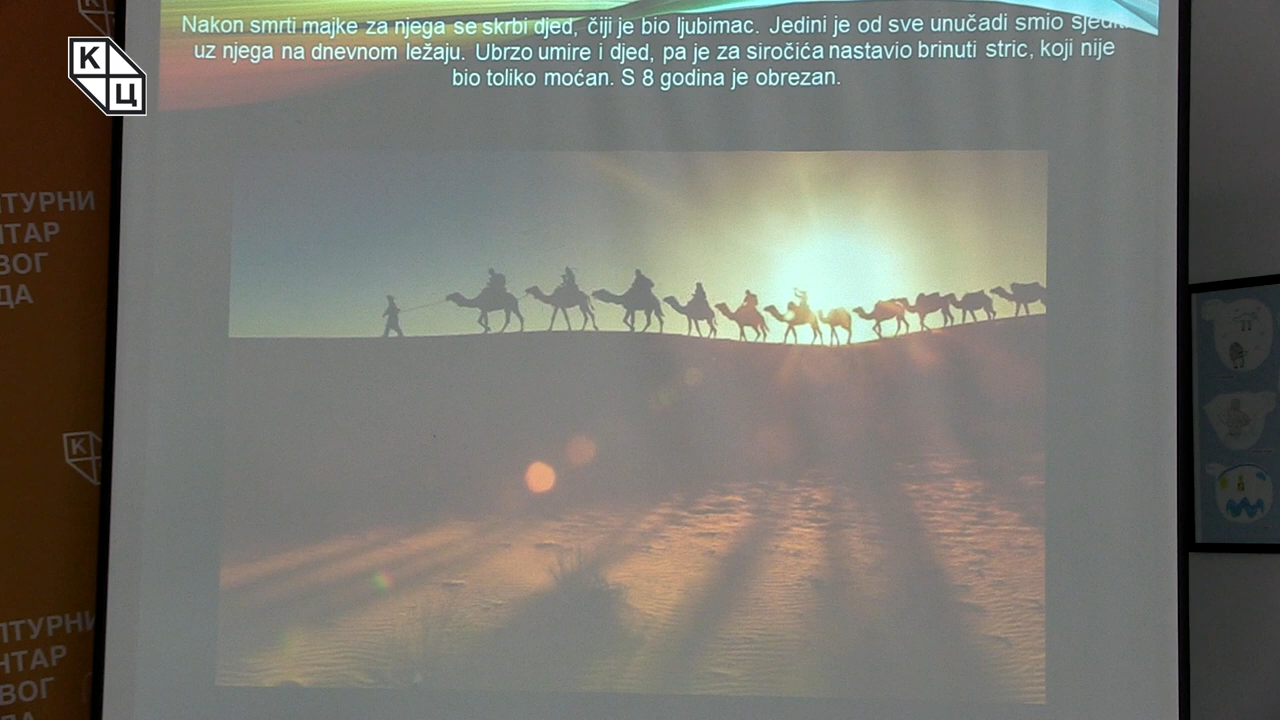 Nakon smrti majke za njega se skrbi djed, čiji je bio ljubimac. Jedini je od sve unučadi smio
uz njega na dnevnom ležaju. Ubrzo umire i djed, pa je za siročića nastavio brinuti stric, koji nije
bio toliko moćan. S 8 godina je obrezan.
К
Ц
ТУРНИ
НТАР
ВОГ
ДА
К
ЛТУРНИ
НТАР
ВОГ
ДА